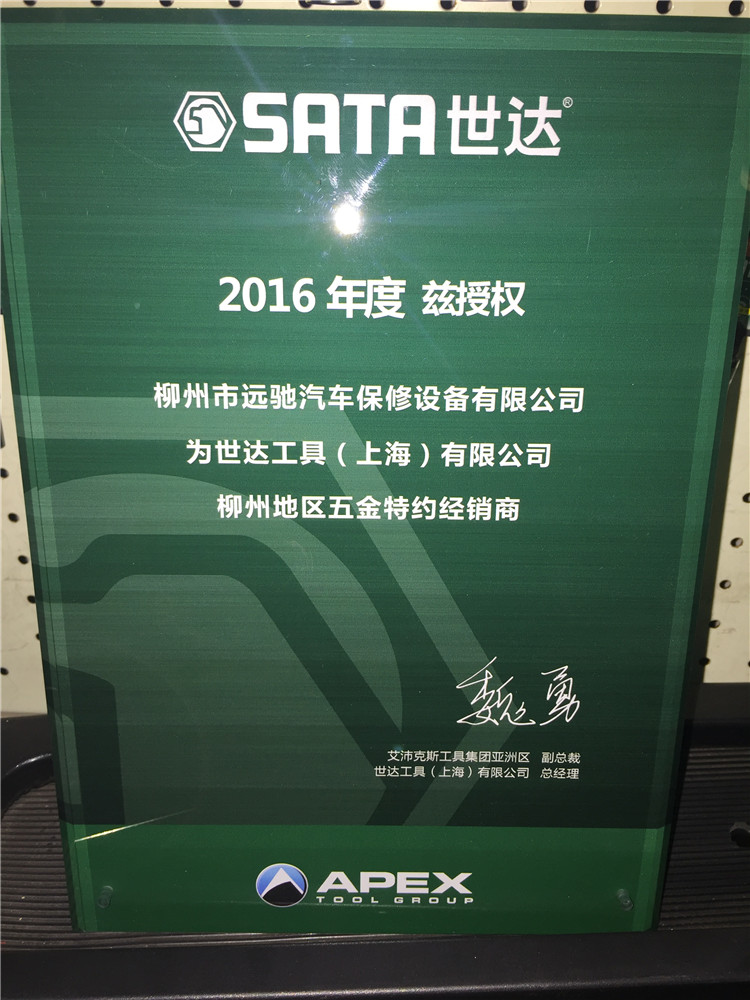 SATA世达®
2016 年度 兹授权
柳州市远驰汽车保修设备有限公司
为世达工具（上海）有限公司
柳州地区五金特约经销商
魏勇
艾沛克斯工具集团亚洲区 副总裁
世达工具（上海）有限公司 总经理
APEX
TOOL GROUP